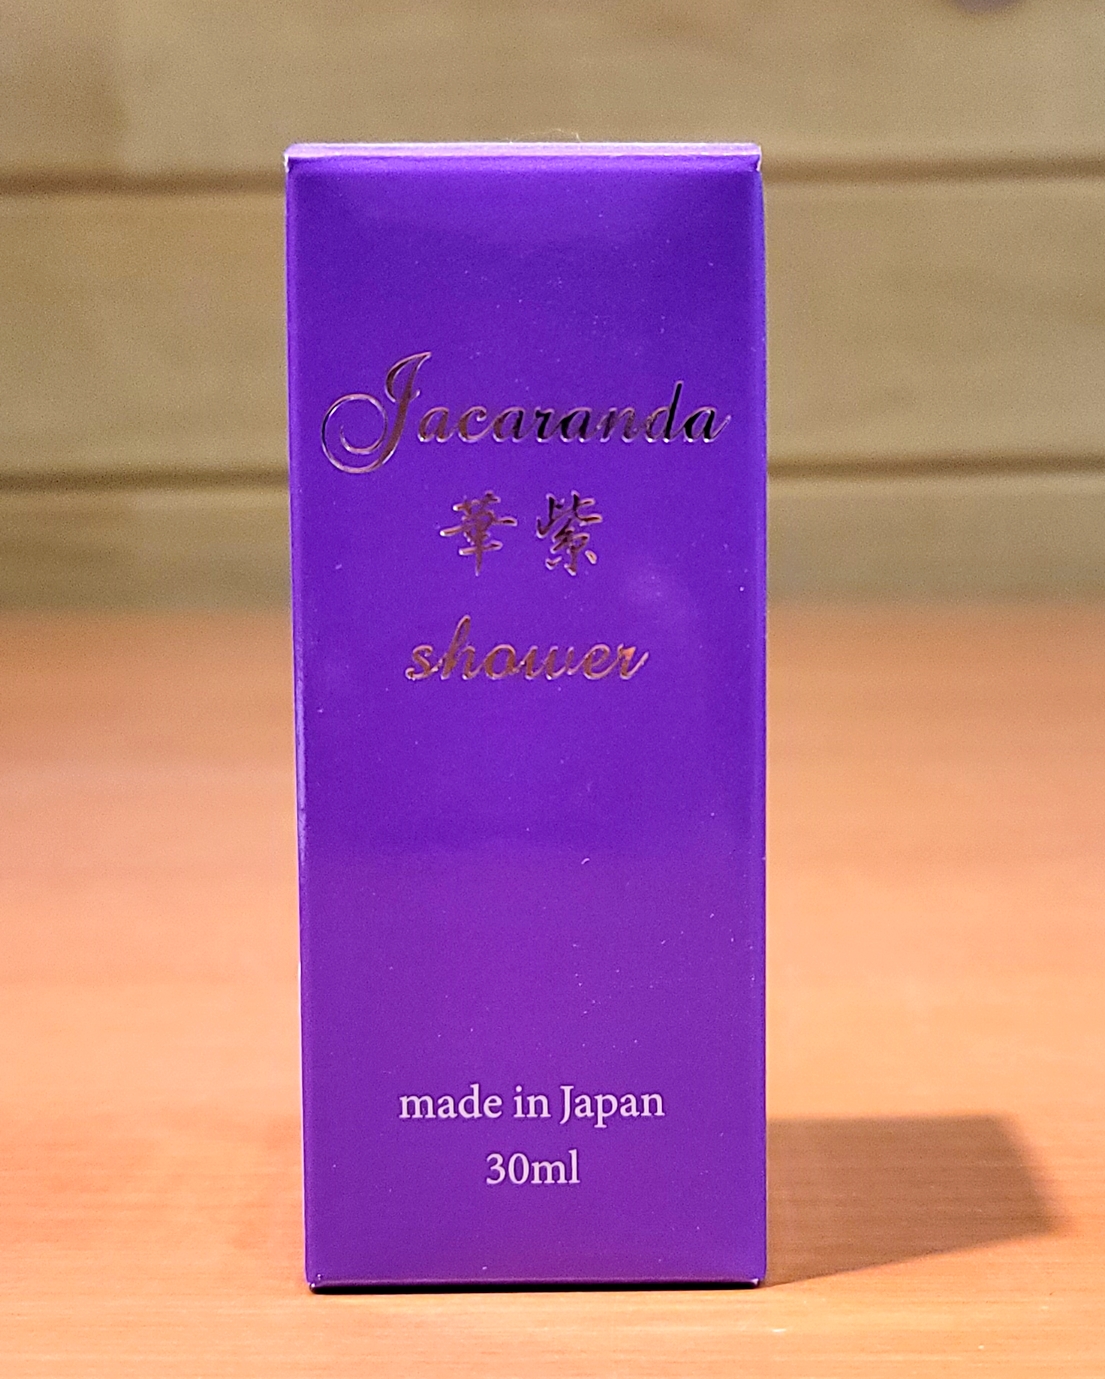 Jacaranda
華紫
shower
made in Japan
30ml